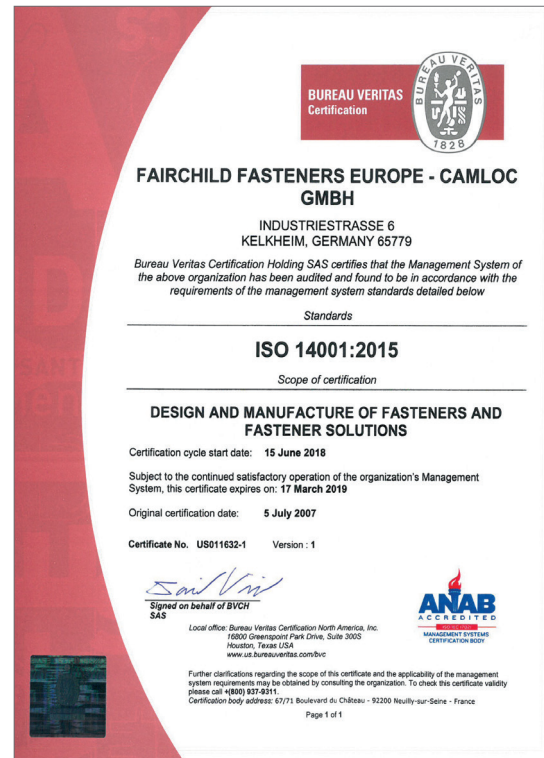 BUREAU VERITAS
Certification
BUREAU VERITAS
1828
FAIRCHILD FASTENERS EUROPE - CAMLOC
GMBH
INDUSTRIESTRASSE 6
KELKHEIM, GERMANY 65779
Bureau Veritas Certification Holding SAS certifies that the Management System of
the above organization has been audited and found to be in accordance with the
requirements of the management system standards detailed below
Standards
ISO 14001:2015
Scope of certification
DESIGN AND MANUFACTURE OF FASTENERS AND
FASTENER SOLUTIONS
Certification cycle start date: 15 June 2018
Subject to the continued satisfactory operation of the organization's Management
System, this certificate expires on: 17 March 2019
Original certification date: 5 July 2007
Certificate No. US011632-1 Version : 1
Signed on behalf of BVCH
SAS
ANAB
ACCREDITED
MANAGEMENT SYSTEMS
CERTIFICATION BODY
Local office: Bureau Veritas Certification North America, Inc.
16800 Greenspoint Park Drive, Suite 300S
Houston, Texas USA
www.us.bureauveritas.com/bvc
Further clarifications regarding the scope of this certificate and the applicability of the management
system requirements may be obtained by consulting the organization. To check this certificate validity
please call +(800) 937-9311.
Certification body address: 67/71 Boulevard du Château - 92200 Neuilly-sur-Seine - France
Page 1 of 1